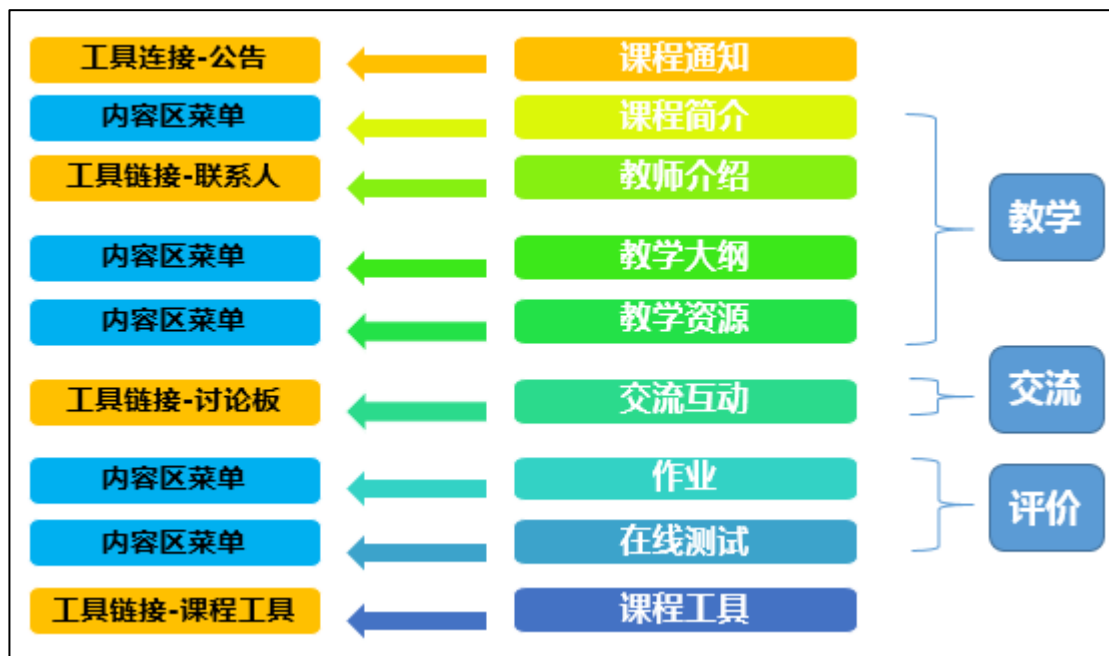 工具连接-公告
课程通知
内容区菜单
课程简介
工具链接-联系人
教师介绍
教学
内容区菜单
教学大纲
内容区菜单
教学资源
工具链接-讨论板
交流互动
交流
内容区菜单
作业
评价
内容区菜单
在线测试
工具链接-课程工具
课程工具